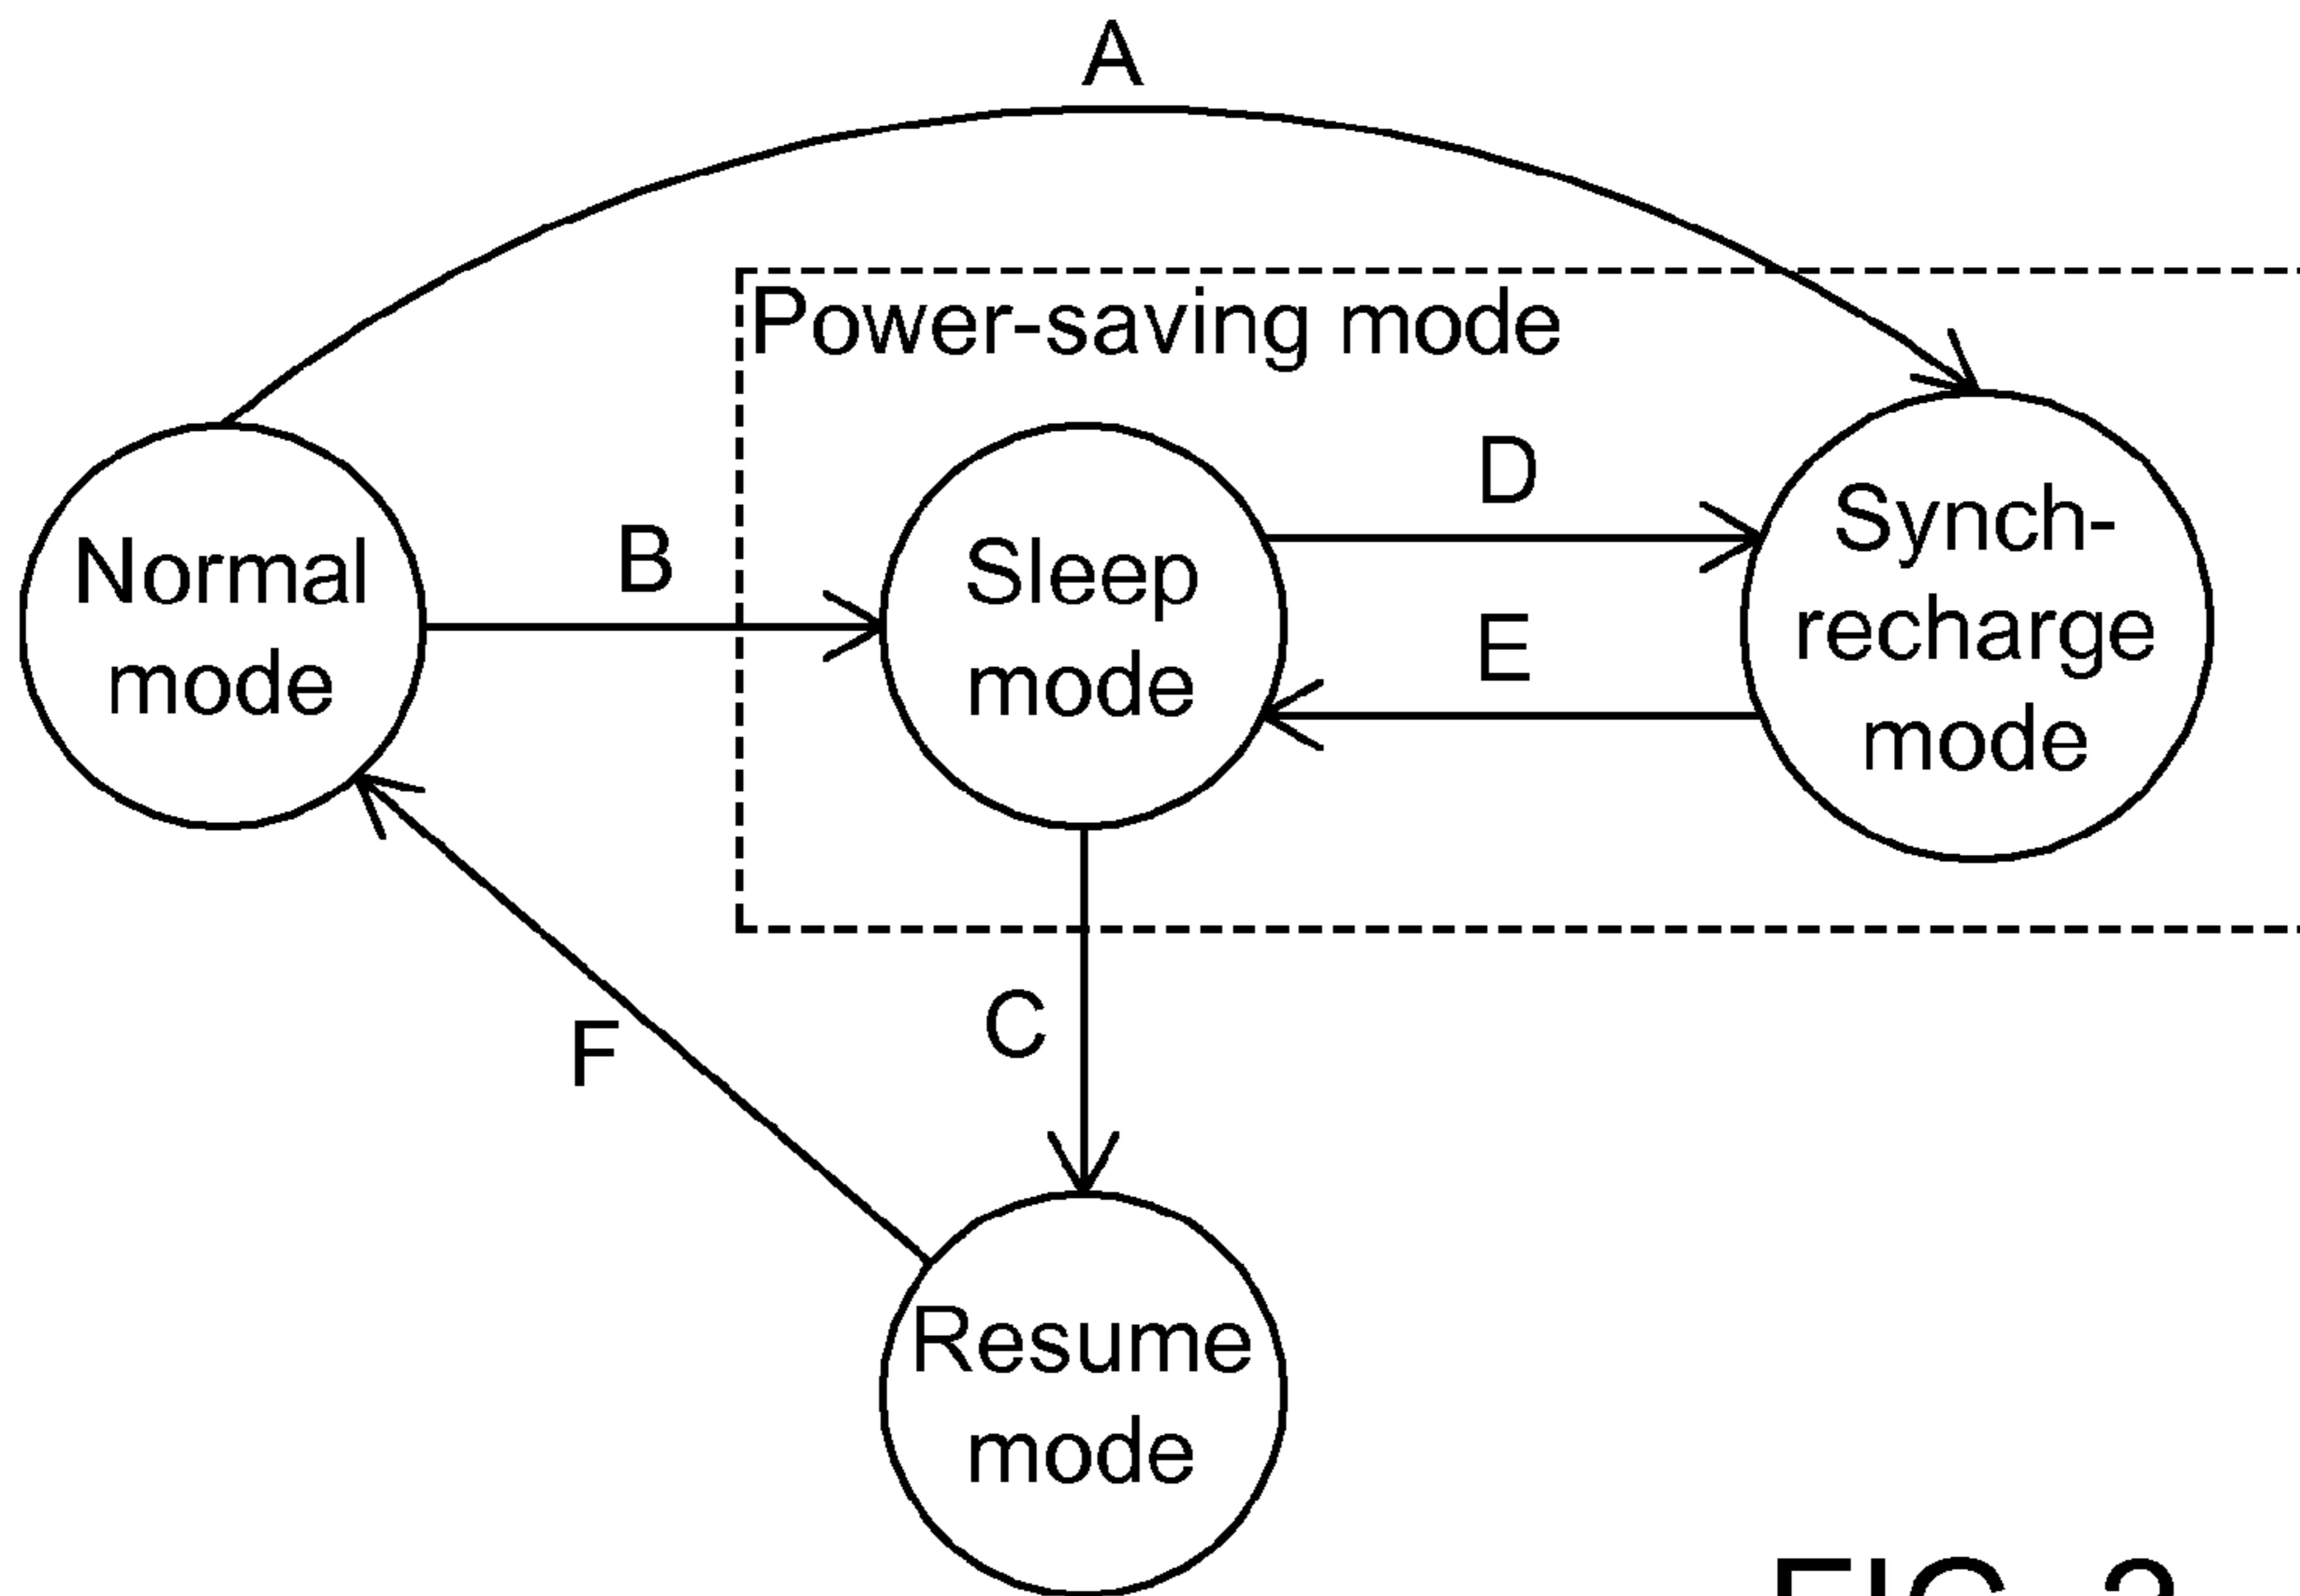 A
Power-saving mode
D
Synch-
recharge
mode
B
Normal
mode
Sleep
mode
E
C
F
Resume
mode